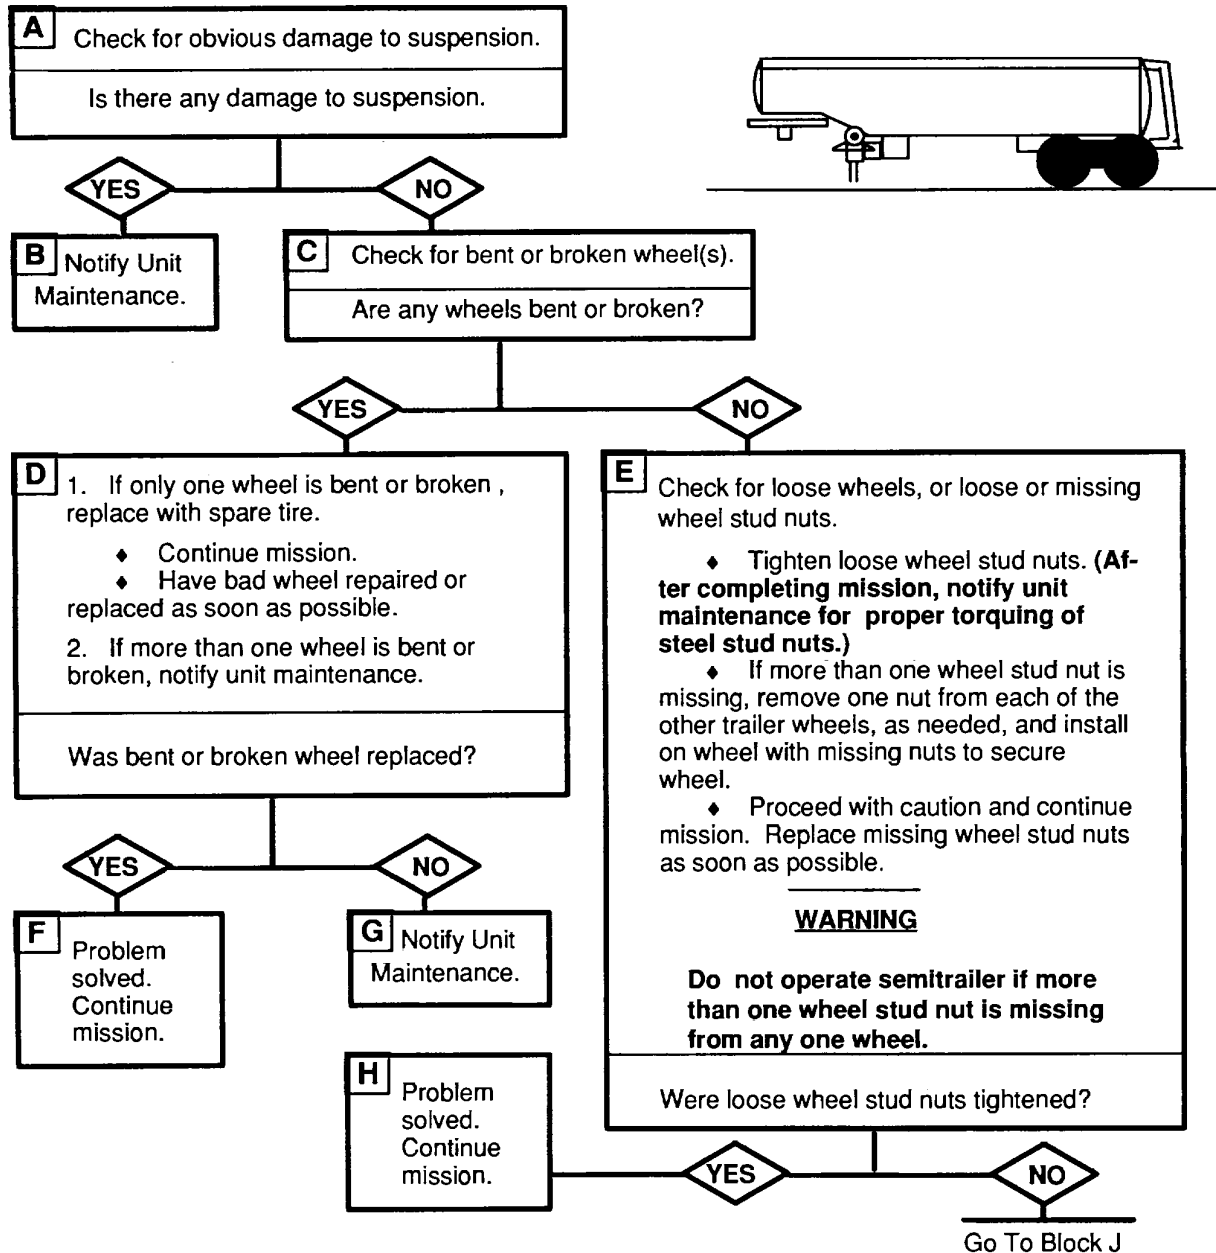 A
Check for obvious damage to suspension.
Is there any damage to suspension.
YES
NO
B
Notify Unit
Maintenance.
C
Check for bent or broken wheel(s).
Are any wheels bent or broken?
YES
NO
D
1. If only one wheel is bent or broken ,
replace with spare tire.
♦ Continue mission.
♦ Have bad wheel repaired or
replaced as soon as possible.
2. If more than one wheel is bent or
broken, notify unit maintenance.
Was bent or broken wheel replaced?
E
Check for loose wheels, or loose or missing
wheel stud nuts.
♦ Tighten loose wheel stud nuts. (Af-
ter completing mission, notify unit
maintenance for proper torquing of
steel stud nuts.)
♦ If more than one wheel stud nut is
missing, remove one nut from each of the
other trailer wheels, as needed, and install
on wheel with missing nuts to secure
wheel.
♦ Proceed with caution and continue
mission. Replace missing wheel stud nuts
as soon as possible.
WARNING
Do not operate semitrailer if more
than one wheel stud nut is missing
from any one wheel.
Were loose wheel stud nuts tightened?
YES
NO
F
Problem
solved.
Continue
mission.
G
Notify Unit
Maintenance.
H
Problem
solved.
Continue
mission.
YES
NO
Go To Block J